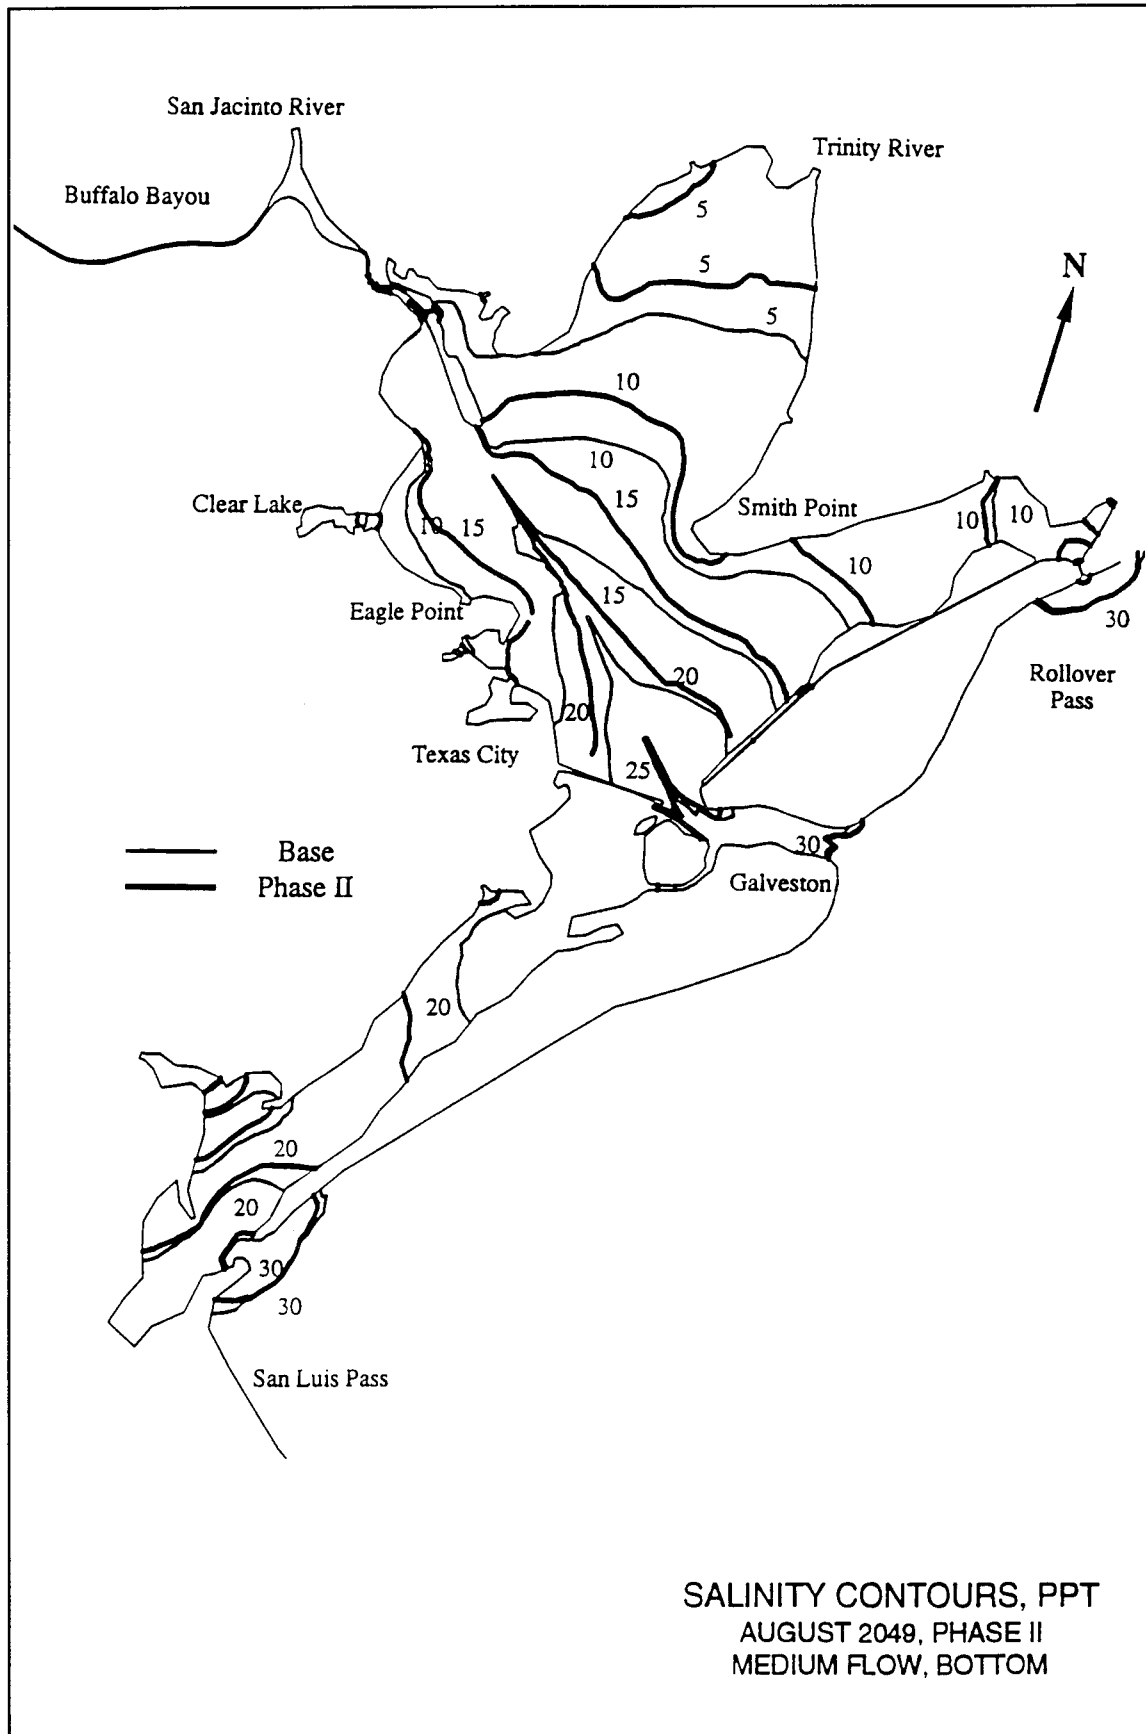 San Jacinto River
Trinity River
Buffalo Bayou
5
N
5
5
10
10
Smith Point
15
Clear Lake
10
15
10
10
10
Eagle Point
15
30
Rollover
Pass
20
20
Texas City
25
Base
30
Phase II
Galveston
20
20
20
30
30
San Luis Pass
SALINITY CONTOURS, PPT
AUGUST 2049, PHASE II
MEDIUM FLOW, BOTTOM